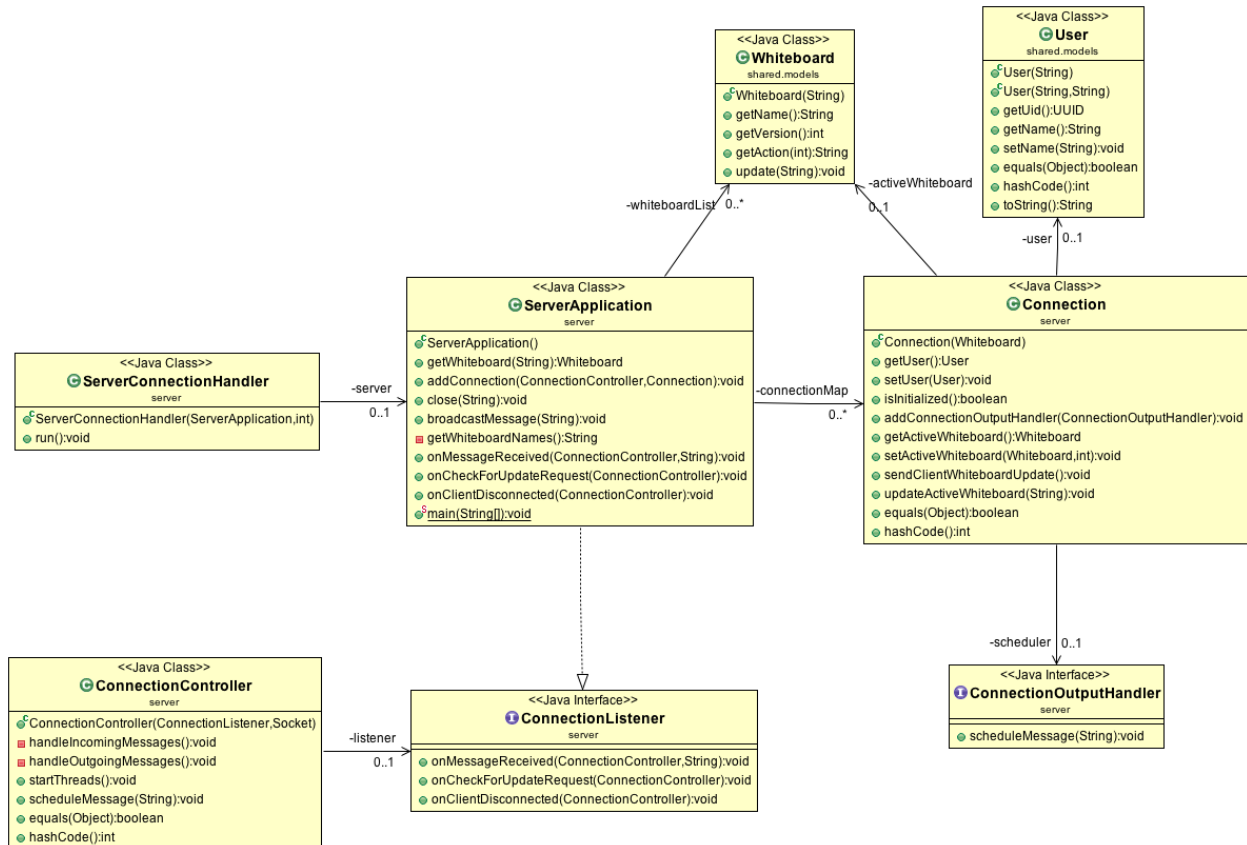 <<Java Class>>
Whiteboard
shared.models
Whiteboard(String)
getName():String
getVersion():int
getAction(int):String
update(String):void
<<Java Class>>
User
shared.models
User(String)
User(String,String)
getUid():UUID
getName():String
setName(String):void
equals(Object):boolean
hashCode():int
toString():String
-whiteboardList 0..*
-activeWhiteboard
0..1
-user 0..1
<<Java Class>>
ServerConnectionHandler
server
ServerConnectionHandler(ServerApplication,int)
run():void
-server
0..1
<<Java Class>>
ServerApplication
server
ServerApplication()
getWhiteboard(String):Whiteboard
addConnection(ConnectionController,Connection):void
close(String):void
broadcastMessage(String):void
getWhiteboardNames():String
onMessageReceived(ConnectionController,String):void
onCheckForUpdateRequest(ConnectionController):void
onClientDisconnected(ConnectionController):void
main(String[]):void
-connectionMap
0..*
<<Java Class>>
Connection
server
Connection(Whiteboard)
getUser():User
setUser(User):void
isInitialized():boolean
addConnectionOutputHandler(ConnectionOutputHandler):void
getActiveWhiteboard():Whiteboard
setActiveWhiteboard(Whiteboard,int):void
sendClientWhiteboardUpdate():void
updateActiveWhiteboard(String):void
equals(Object):boolean
hashCode():int
-scheduler 0..1
<<Java Class>>
ConnectionController
server
ConnectionController(ConnectionListener,Socket)
handleIncomingMessages():void
handleOutgoingMessages():void
startThreads():void
scheduleMessage(String):void
equals(Object):boolean
hashCode():int
-listener
0..1
<<Java Interface>>
ConnectionListener
server
onMessageReceived(ConnectionController,String):void
onCheckForUpdateRequest(ConnectionController):void
onClientDisconnected(ConnectionController):void
<<Java Interface>>
ConnectionOutputHandler
server
scheduleMessage(String):void